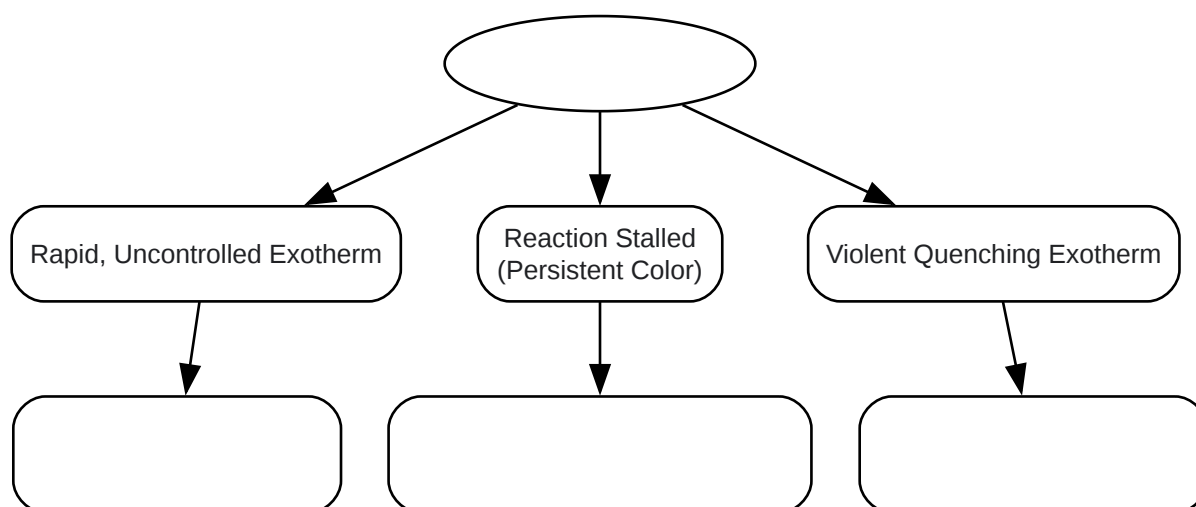 Rapid, Uncontrolled Exotherm
Reaction Stalled
(Persistent Color)
Violent Quenching Exotherm